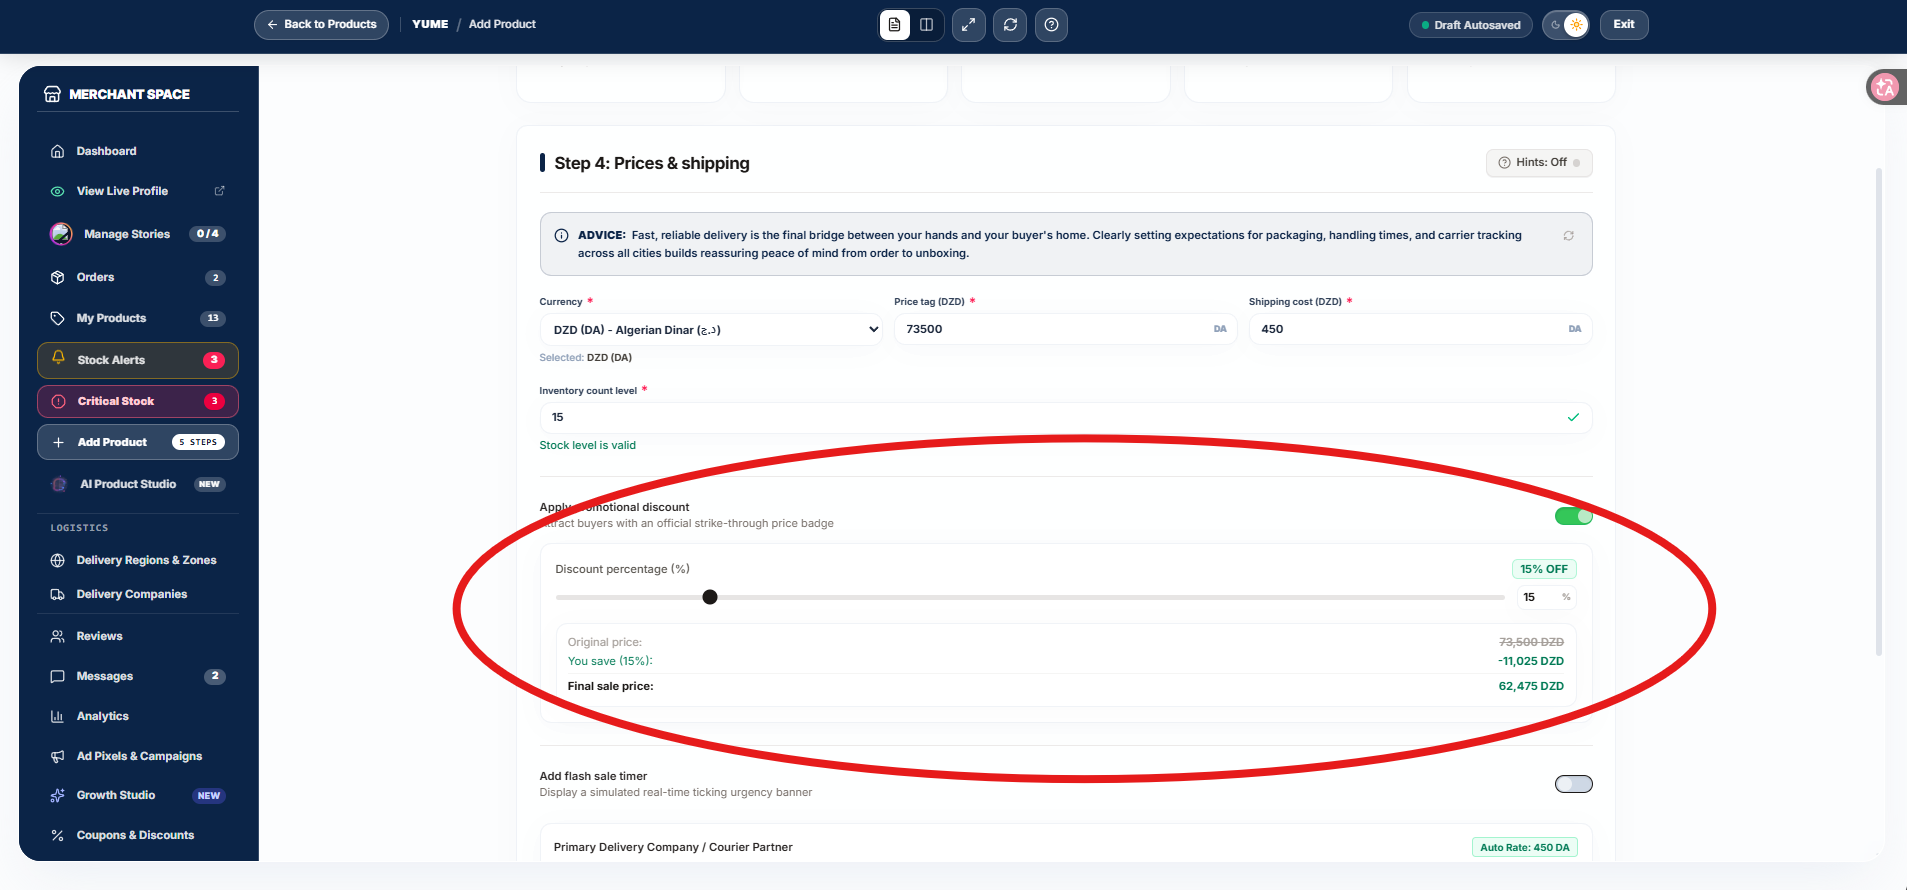 Back to Products
YUME / Add Product
Draft Autosaved
Exit
MERCHANT SPACE
Dashboard
View Live Profile
Manage Stories 0/4
Orders 2
My Products 13
Stock Alerts 3
Critical Stock 3
Add Product 5 STEPS
AI Product Studio NEW
LOGISTICS
Delivery Regions & Zones
Delivery Companies
Reviews
Messages 2
Analytics
Ad Pixels & Campaigns
Growth Studio NEW
Coupons & Discounts
Step 4: Prices & shipping
Hints: Off
ADVICE: Fast, reliable delivery is the final bridge between your hands and your buyer's home. Clearly setting expectations for packaging, handling times, and carrier tracking
across all cities builds reassuring peace of mind from order to unboxing.
Currency * Price tag (DZD) * Shipping cost (DZD) *
DZD (DA) - Algerian Dinar (د.ج) 73500 DA 450 DA
Selected: DZD (DA)
Inventory count level *
15
Stock level is valid
Apply promotional discount
buyers with an official strike-through price badge
Discount percentage (%) 15% OFF
15 %
Original price: 73,500 DZD
You save (15%): -11,025 DZD
Final sale price: 62,475 DZD
Add flash sale timer
Display a simulated real-time ticking urgency banner
Primary Delivery Company / Courier Partner Auto Rate: 450 DA